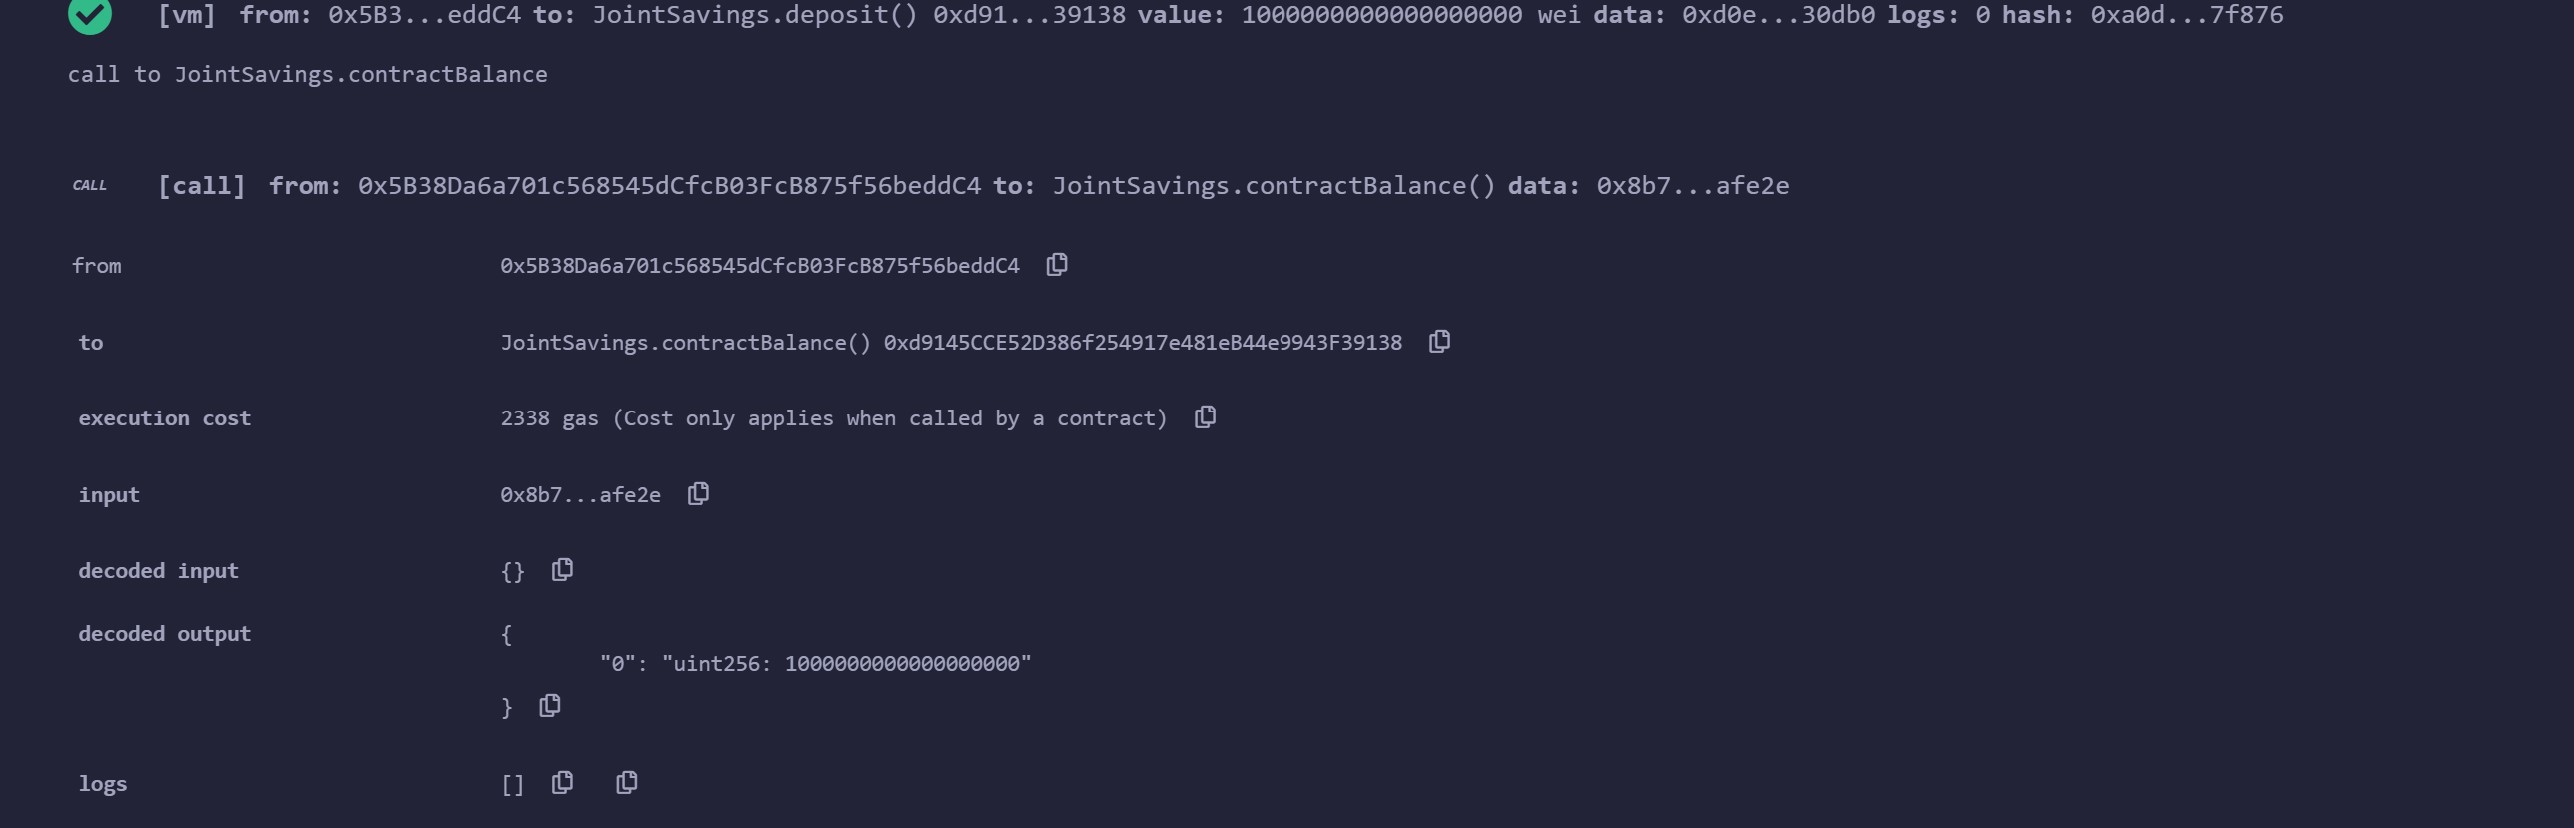 [vm] from: 0x5B3...eddC4 to: JointSavings.deposit() 0xd91...39138 value: 1000000000000000000 wei data: 0xd0e...30db0 logs: 0 hash: 0xa0d...7f876
call to JointSavings.contractBalance
CALL [call] from: 0x5B38Da6a701c568545dCfcB03FcB875f56beddC4 to: JointSavings.contractBalance() data: 0x8b7...afe2e
from 0x5B38Da6a701c568545dCfcB03FcB875f56beddC4
to JointSavings.contractBalance() 0xd9145CCE52D386f254917e481eB44e9943F39138
execution cost 2338 gas (Cost only applies when called by a contract)
input 0x8b7...afe2e
decoded input {}
decoded output {
"0": "uint256: 1000000000000000000"
}
logs []